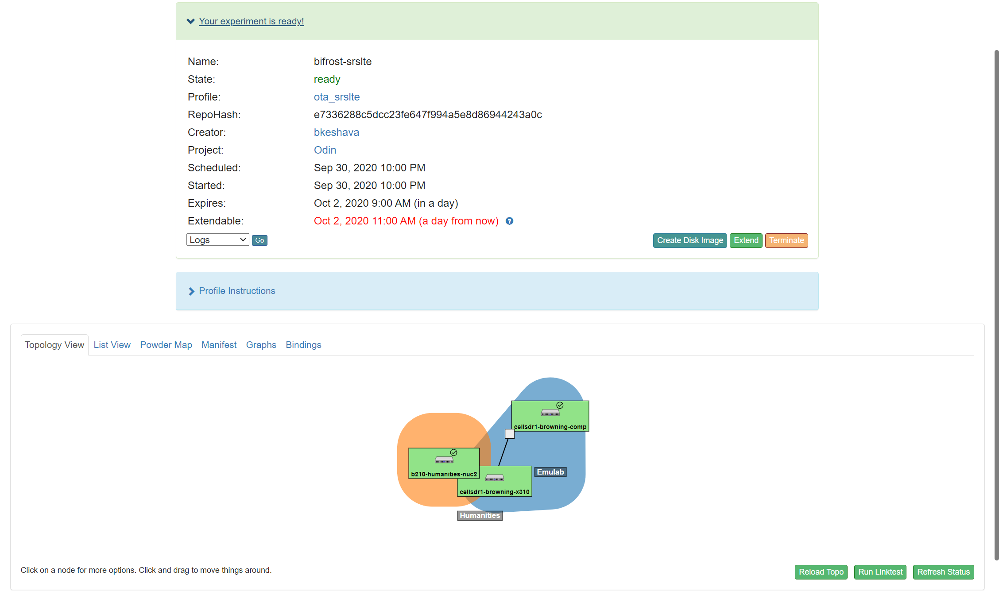 Your experiment is ready!
Name: bifrost-srslte
State: ready
Profile: ota_srslte
RepoHash: e7336288c5dcc23fe647f994a5e8d86944243a0c
Creator: bkeshava
Project: Odin
Scheduled: Sep 30, 2020 10:00 PM
Started: Sep 30, 2020 10:00 PM
Expires: Oct 2, 2020 9:00 AM (in a day)
Extendable: Oct 2, 2020 11:00 AM (a day from now) ?
Logs Go Create Disk Image Extend Terminate
Profile Instructions
Topology View List View Powder Map Manifest Graphs Bindings
cellsdr1-browning-comp
b210-humanities-nuc2
Emulab
cellsdr1-browning-x310
Humanities
Click on a node for more options. Click and drag to move things around.
Reload Topo Run Linktest Refresh Status